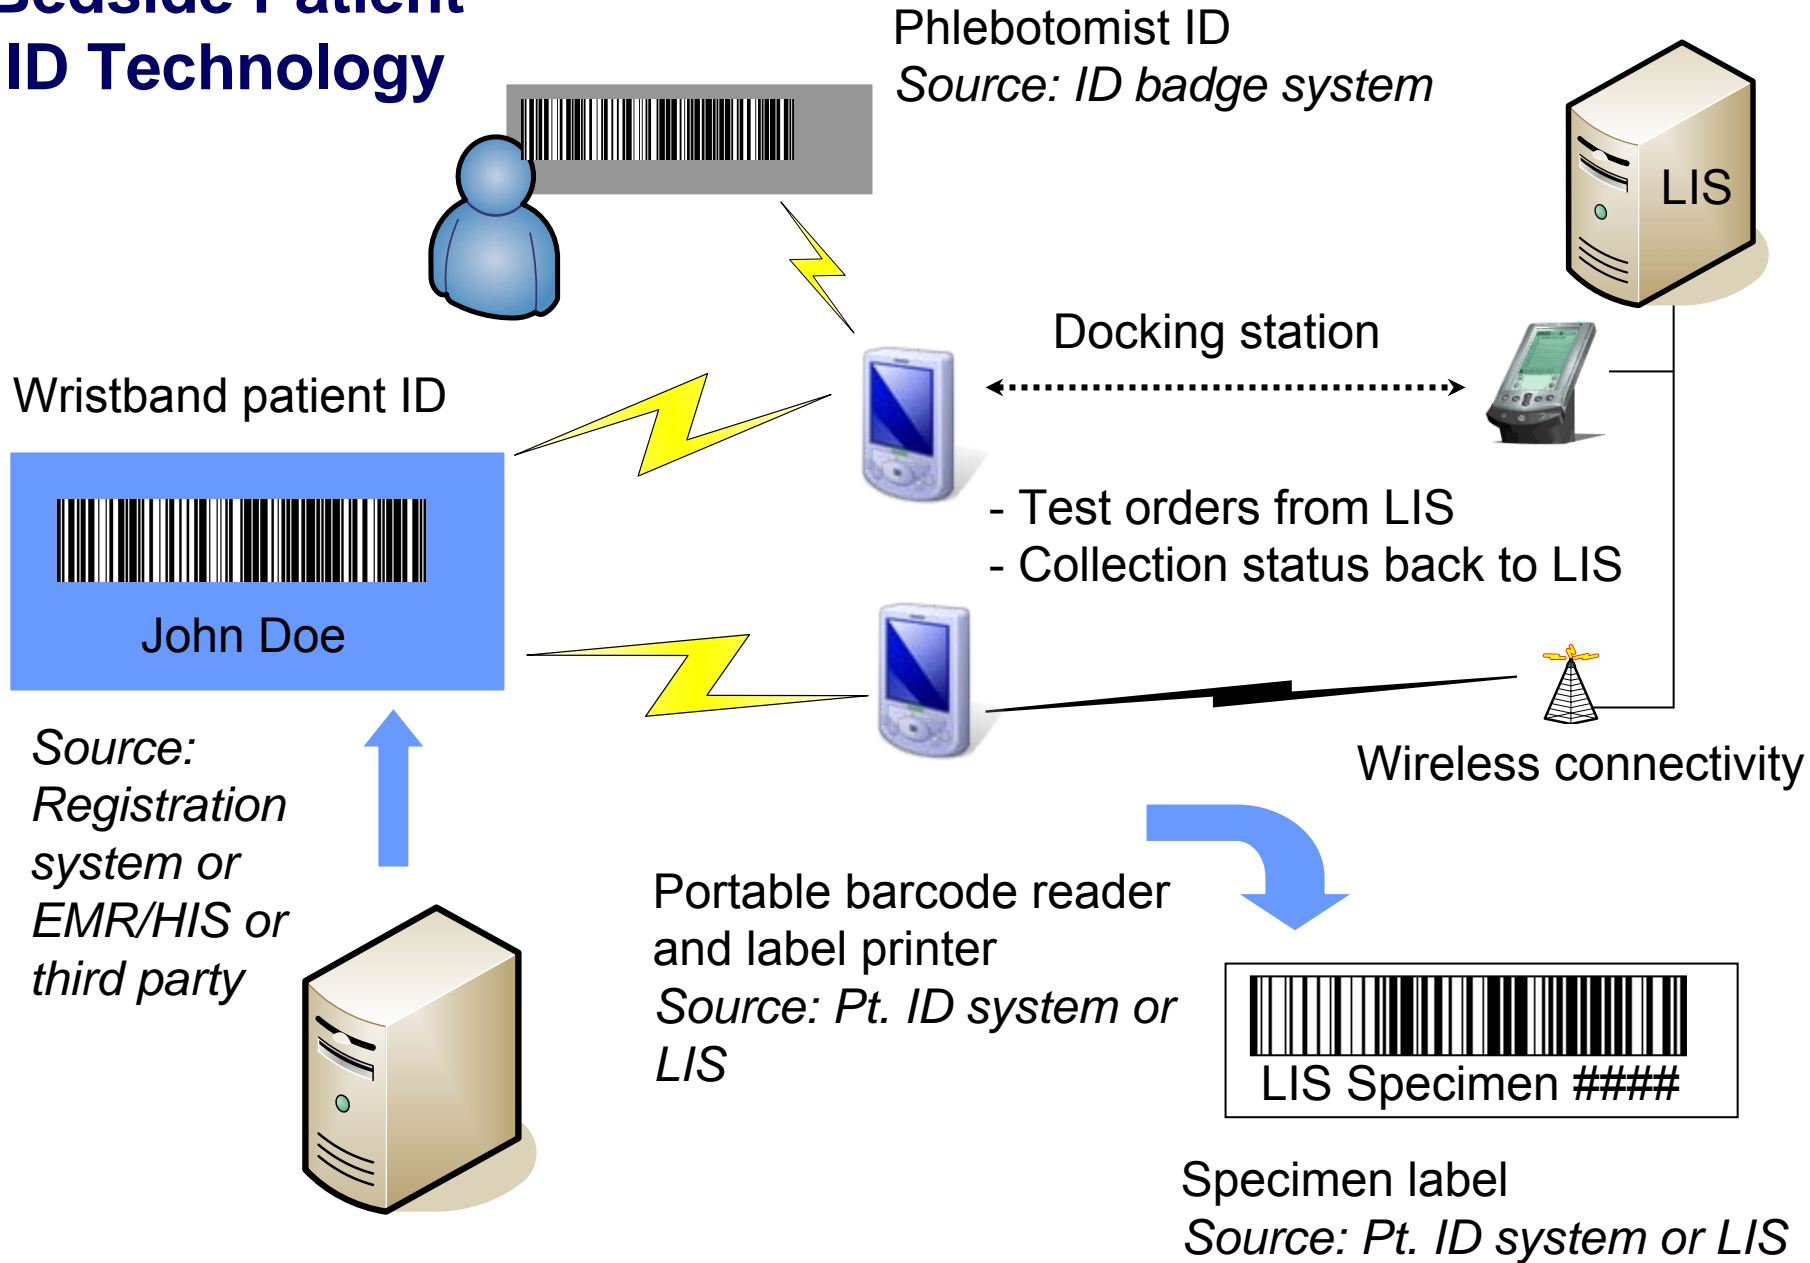 Bedside Patient
ID Technology
Phlebotomist ID
Source: ID badge system
LIS
Docking station
Wristband patient ID
- Test orders from LIS
- Collection status back to LIS
John Doe
Source:
Registration
system or
EMR/HIS or
third party
Wireless connectivity
Portable barcode reader
and label printer
Source: Pt. ID system or
LIS
LIS Specimen ####
Specimen label
Source: Pt. ID system or LIS